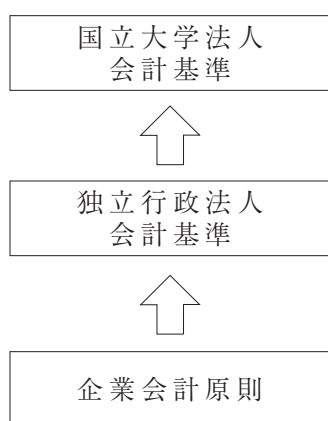 国立大学法人
会計基準
独立行政法人
会計基準
企業会計原則